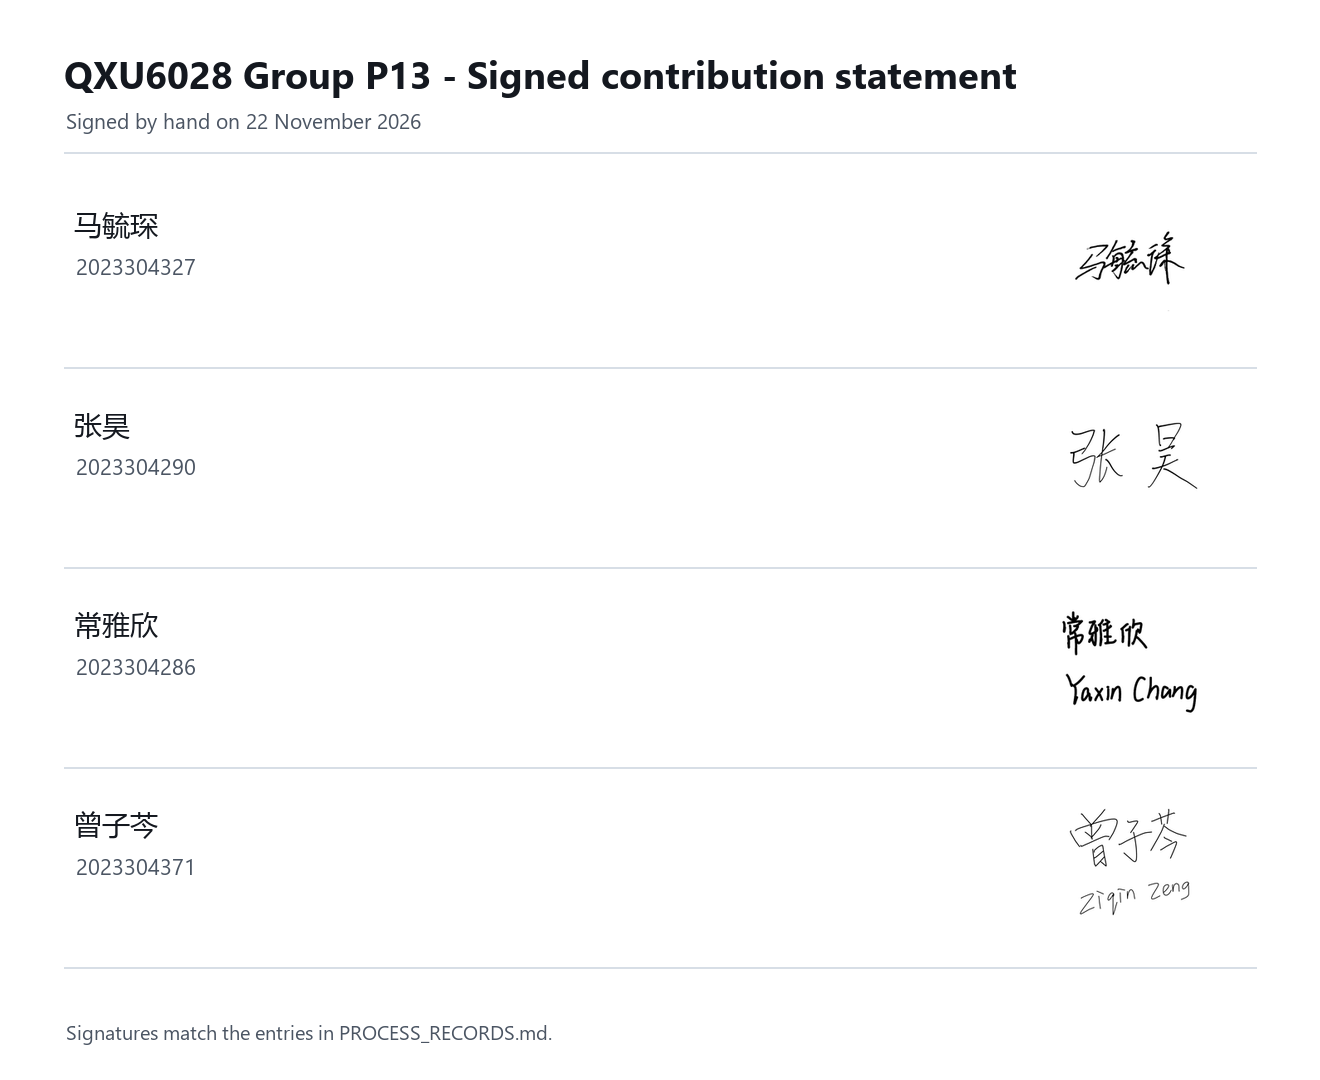 QXU6028 Group P13 - Signed contribution statement
Signed by hand on 22 November 2026
马毓琛
2023304327
马毓琛
张昊
2023304290
张昊
常雅欣
2023304286
常雅欣
Yaxin Chang
曾子芩
2023304371
曾子芩
Ziqin Zeng
Signatures match the entries in PROCESS_RECORDS.md.